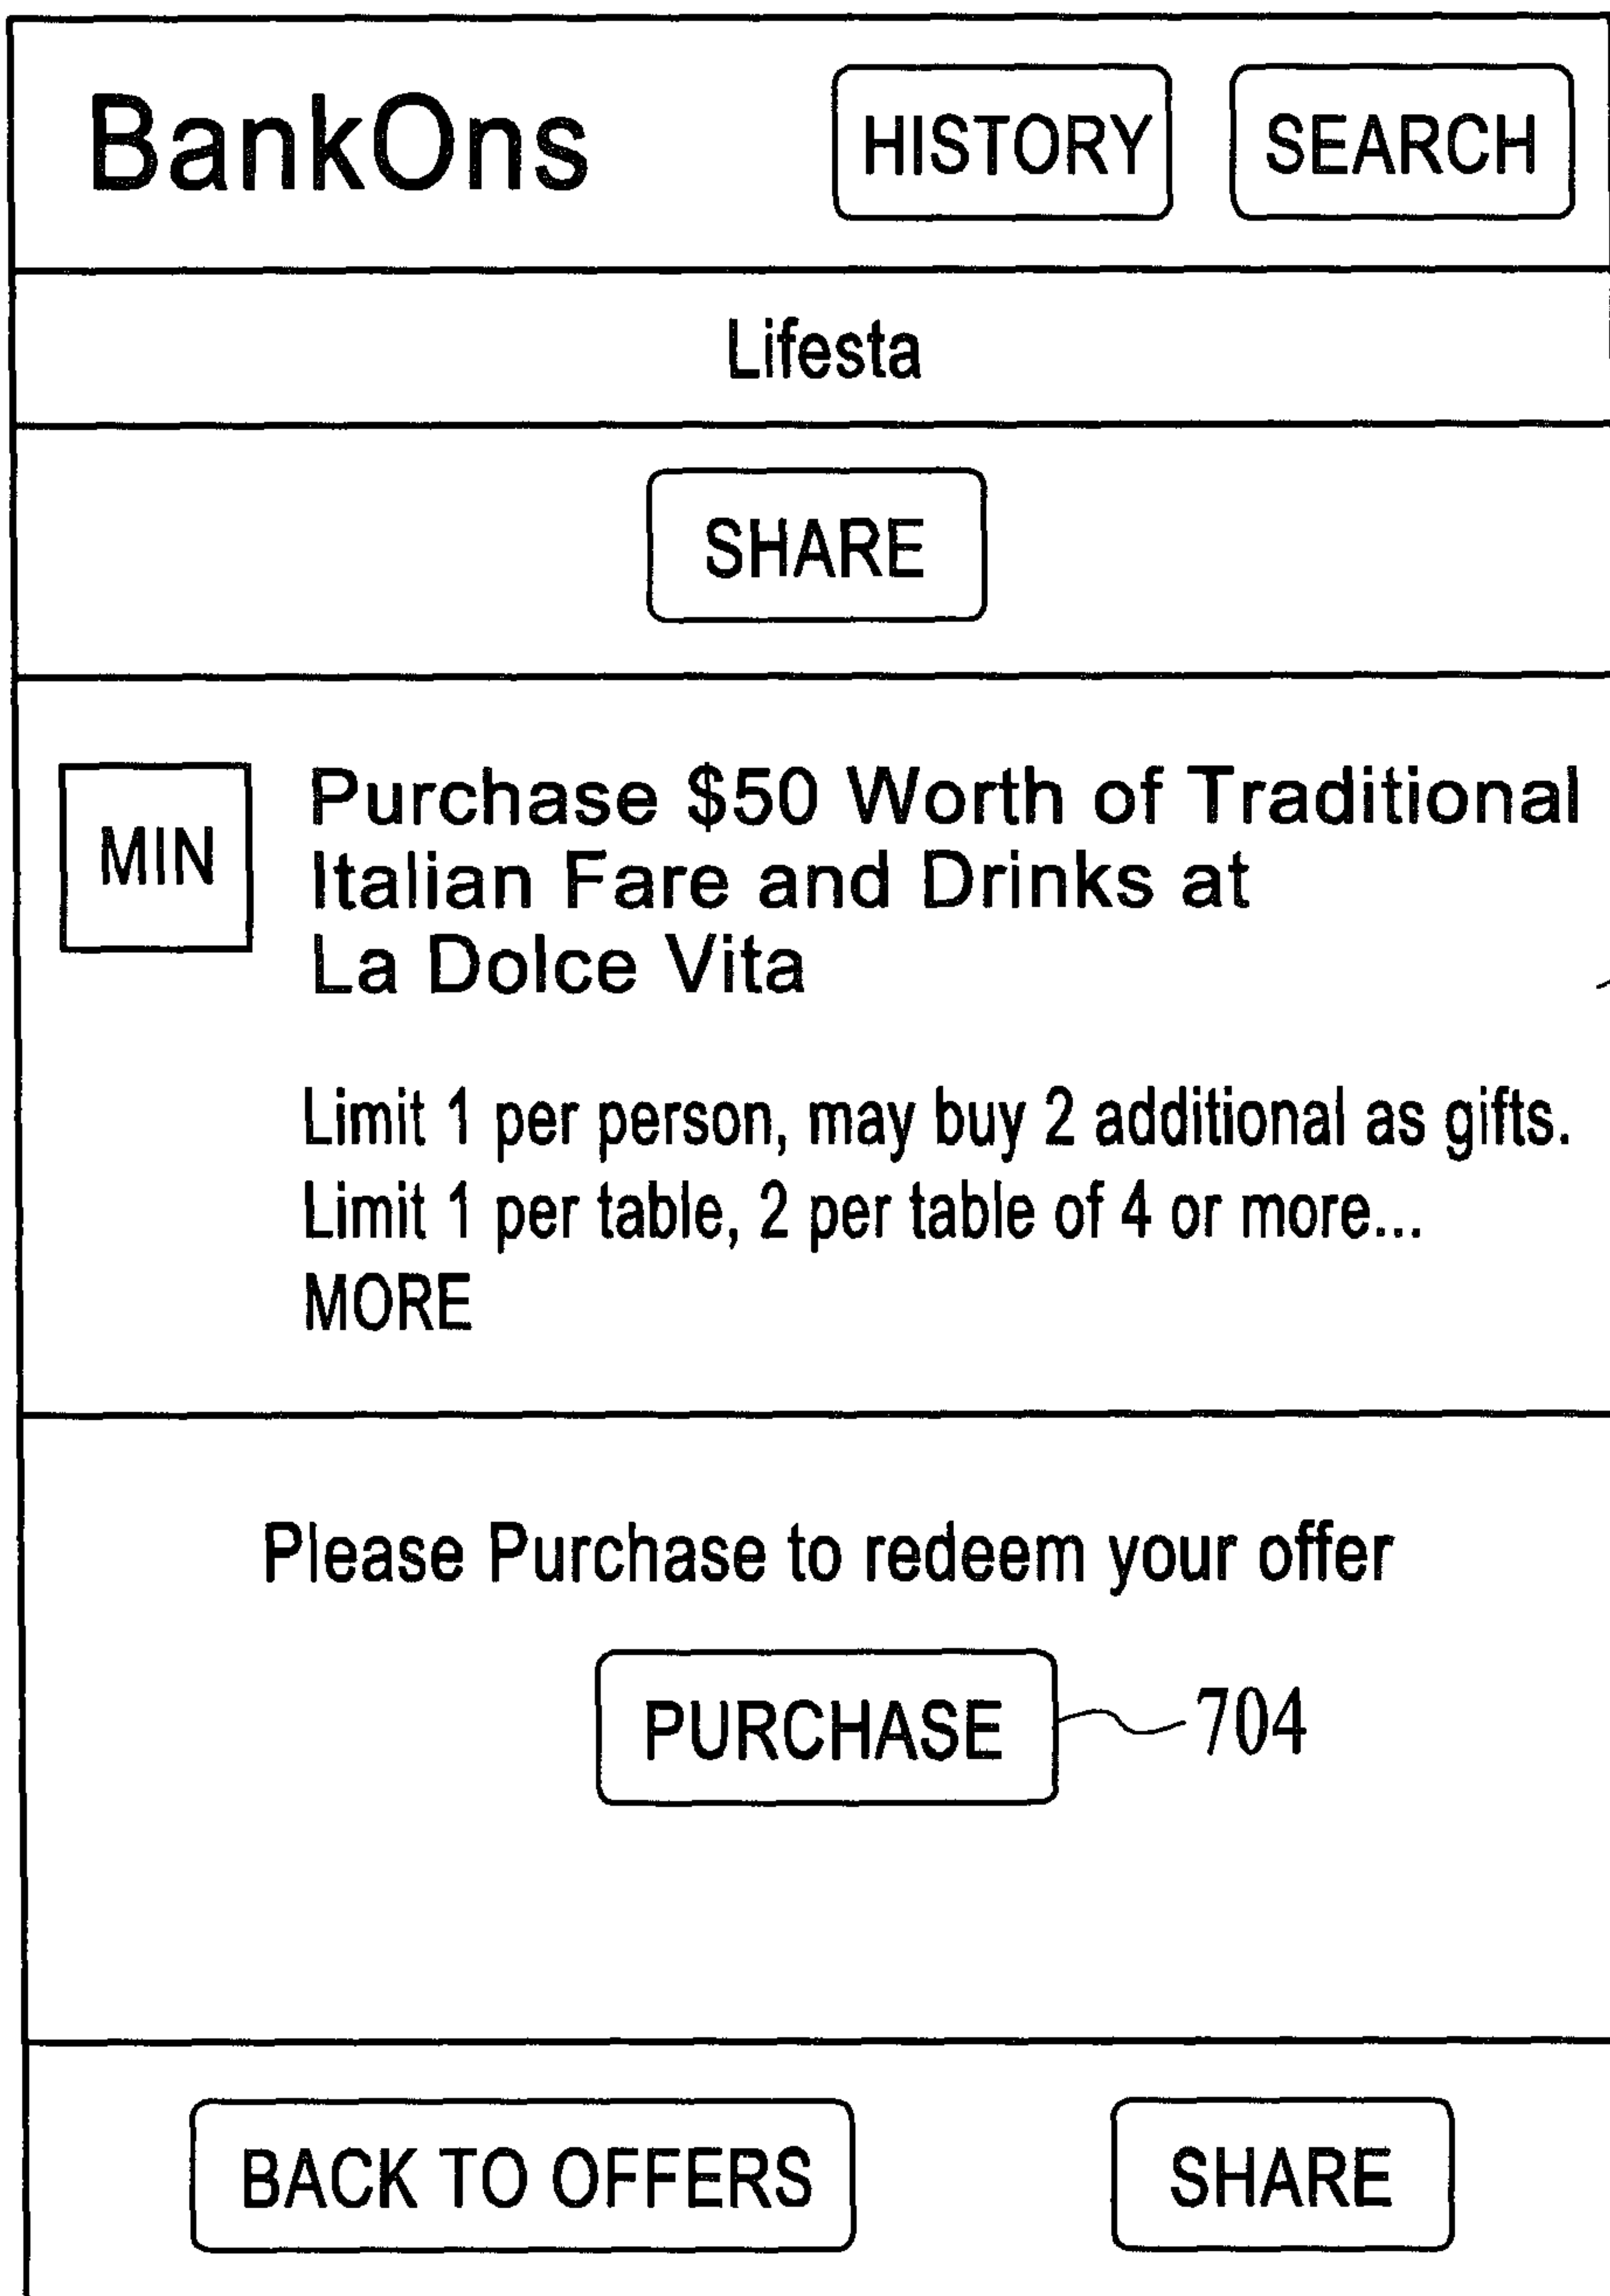 BankOns HISTORY SEARCH
Lifesta
SHARE
MIN
Purchase $50 Worth of Traditional
Italian Fare and Drinks at
La Dolce Vita
Limit 1 per person, may buy 2 additional as gifts.
Limit 1 per table, 2 per table of 4 or more...
MORE
Please Purchase to redeem your offer
PURCHASE 704
BACK TO OFFERS SHARE